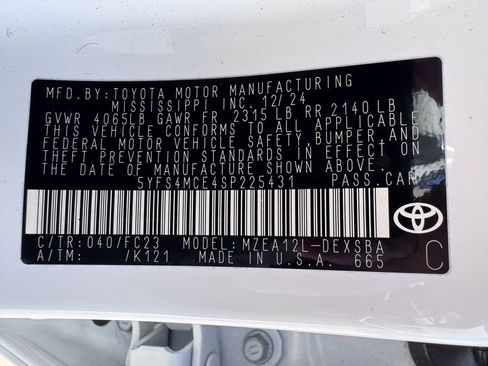 MFD.BY:TOYOTA MOTOR MANUFACTURING
MISSISSIPPI INC. 12/24
GVWR 4065LB GAWR FR 2315 LB RR 2140 LB
THIS VEHICLE CONFORMS TO ALL APPLICABLE
FEDERAL MOTOR VEHICLE SAFETY, BUMPER, AND
THEFT PREVENTION STANDARDS IN EFFECT ON
THE DATE OF MANUFACTURE SHOWN ABOVE.
5YFS4MCE4SP225431 PASS.CAR
C/TR:040/FC23 MODEL:MZEA12L-DEXSBA
A/TM: /K121 MADE IN U.S.A. 665
C